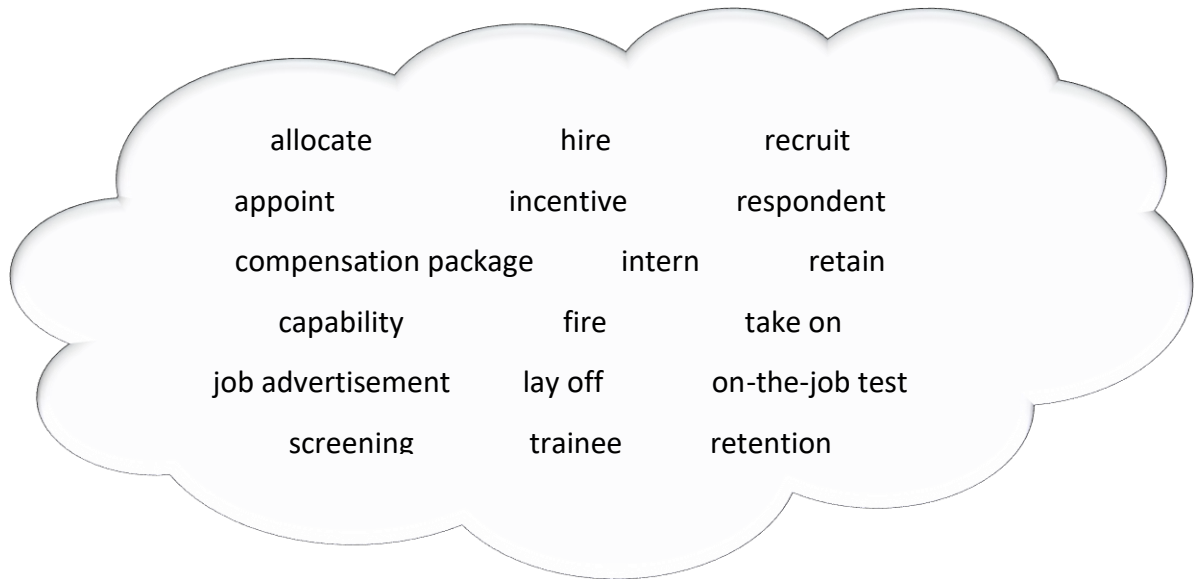 allocate hire recruit
appoint incentive respondent
compensation package intern retain
capability fire take on
job advertisement lay off on-the-job test
screening trainee retention